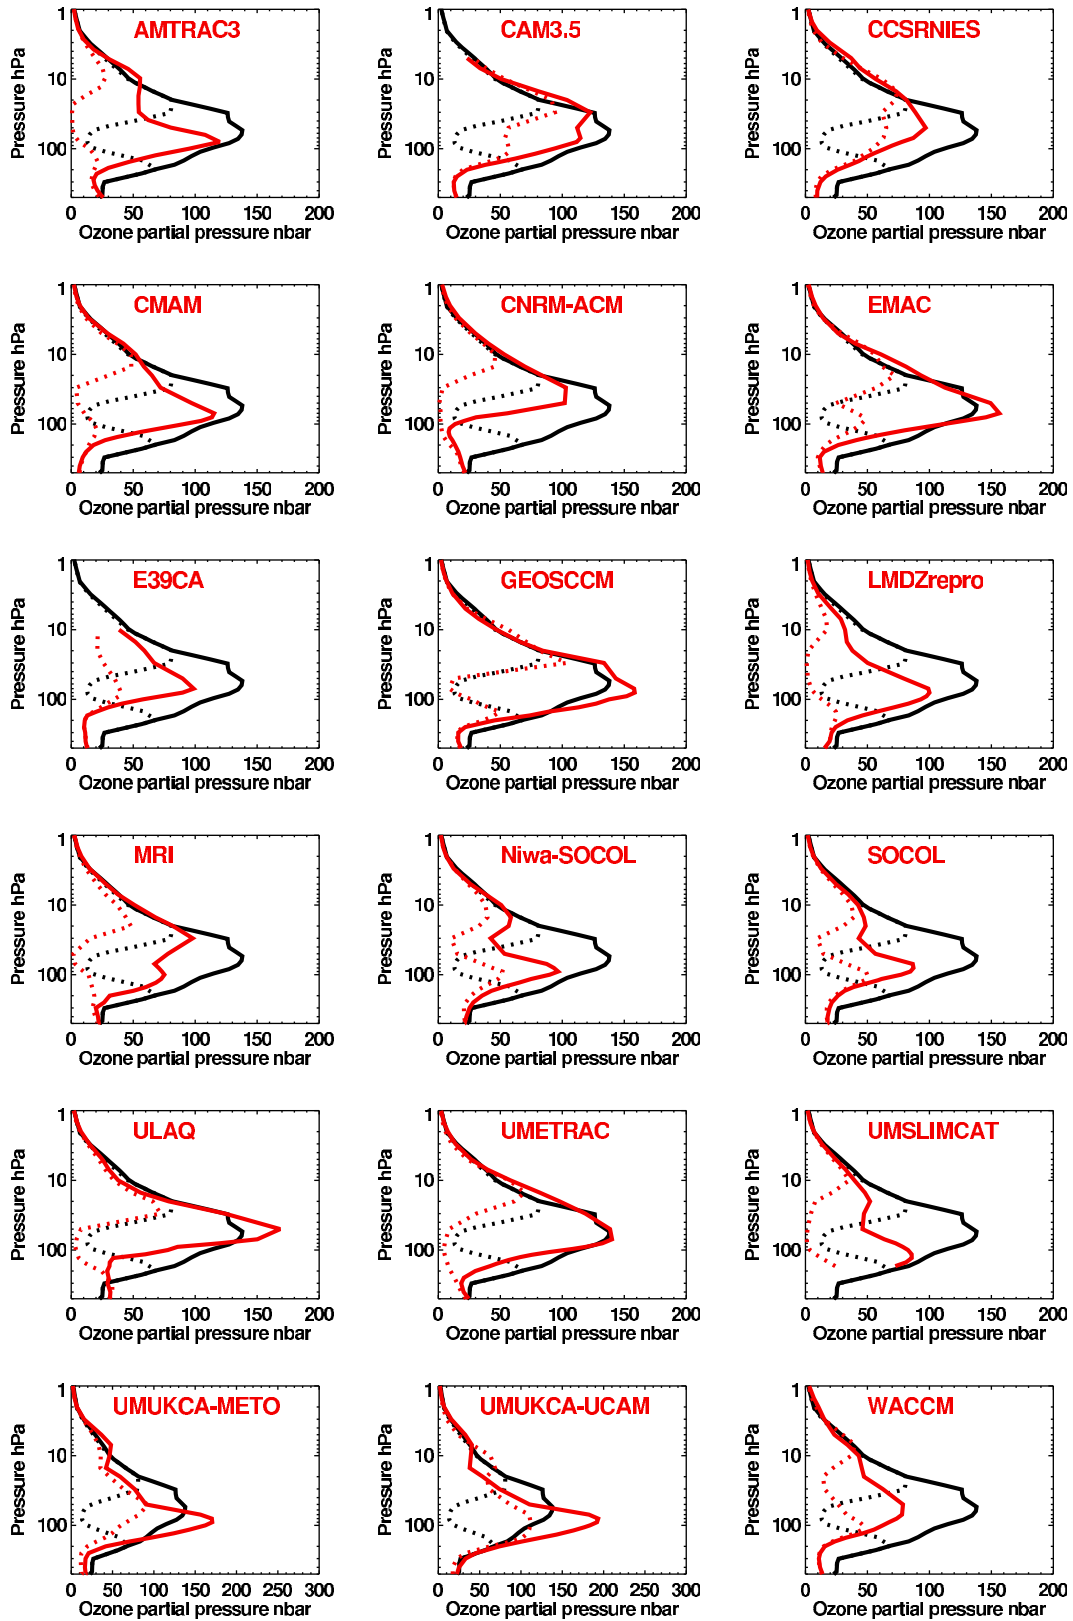 AMTRAC3 CAM3.5 CCSRNIES
1 1 1
10 10 10
100 100 100
Pressure hPa Pressure hPa Pressure hPa
0 50 100 150 200 0 50 100 150 200 0 50 100 150 200
Ozone partial pressure nbar Ozone partial pressure nbar Ozone partial pressure nbar
CMAM CNRM-ACM EMAC
1 1 1
10 10 10
100 100 100
Pressure hPa Pressure hPa Pressure hPa
0 50 100 150 200 0 50 100 150 200 0 50 100 150 200
Ozone partial pressure nbar Ozone partial pressure nbar Ozone partial pressure nbar
E39CA GEOSCCM LMDZrepro
1 1 1
10 10 10
100 100 100
Pressure hPa Pressure hPa Pressure hPa
0 50 100 150 200 0 50 100 150 200 0 50 100 150 200
Ozone partial pressure nbar Ozone partial pressure nbar Ozone partial pressure nbar
MRI Niwa-SOCOL SOCOL
1 1 1
10 10 10
100 100 100
Pressure hPa Pressure hPa Pressure hPa
0 50 100 150 200 0 50 100 150 200 0 50 100 150 200
Ozone partial pressure nbar Ozone partial pressure nbar Ozone partial pressure nbar
ULAQ UMETRAC UMSLIMCAT
1 1 1
10 10 10
100 100 100
Pressure hPa Pressure hPa Pressure hPa
0 50 100 150 200 0 50 100 150 200 0 50 100 150 200
Ozone partial pressure nbar Ozone partial pressure nbar Ozone partial pressure nbar
UMUKCA-METO UMUKCA-UCAM WACCM
1 1 1
10 10 10
100 100 100
Pressure hPa Pressure hPa Pressure hPa
0 50 100 150 200 250 300 0 50 100 150 200 250 300 0 50 100 150 200
Ozone partial pressure nbar Ozone partial pressure nbar Ozone partial pressure nbar